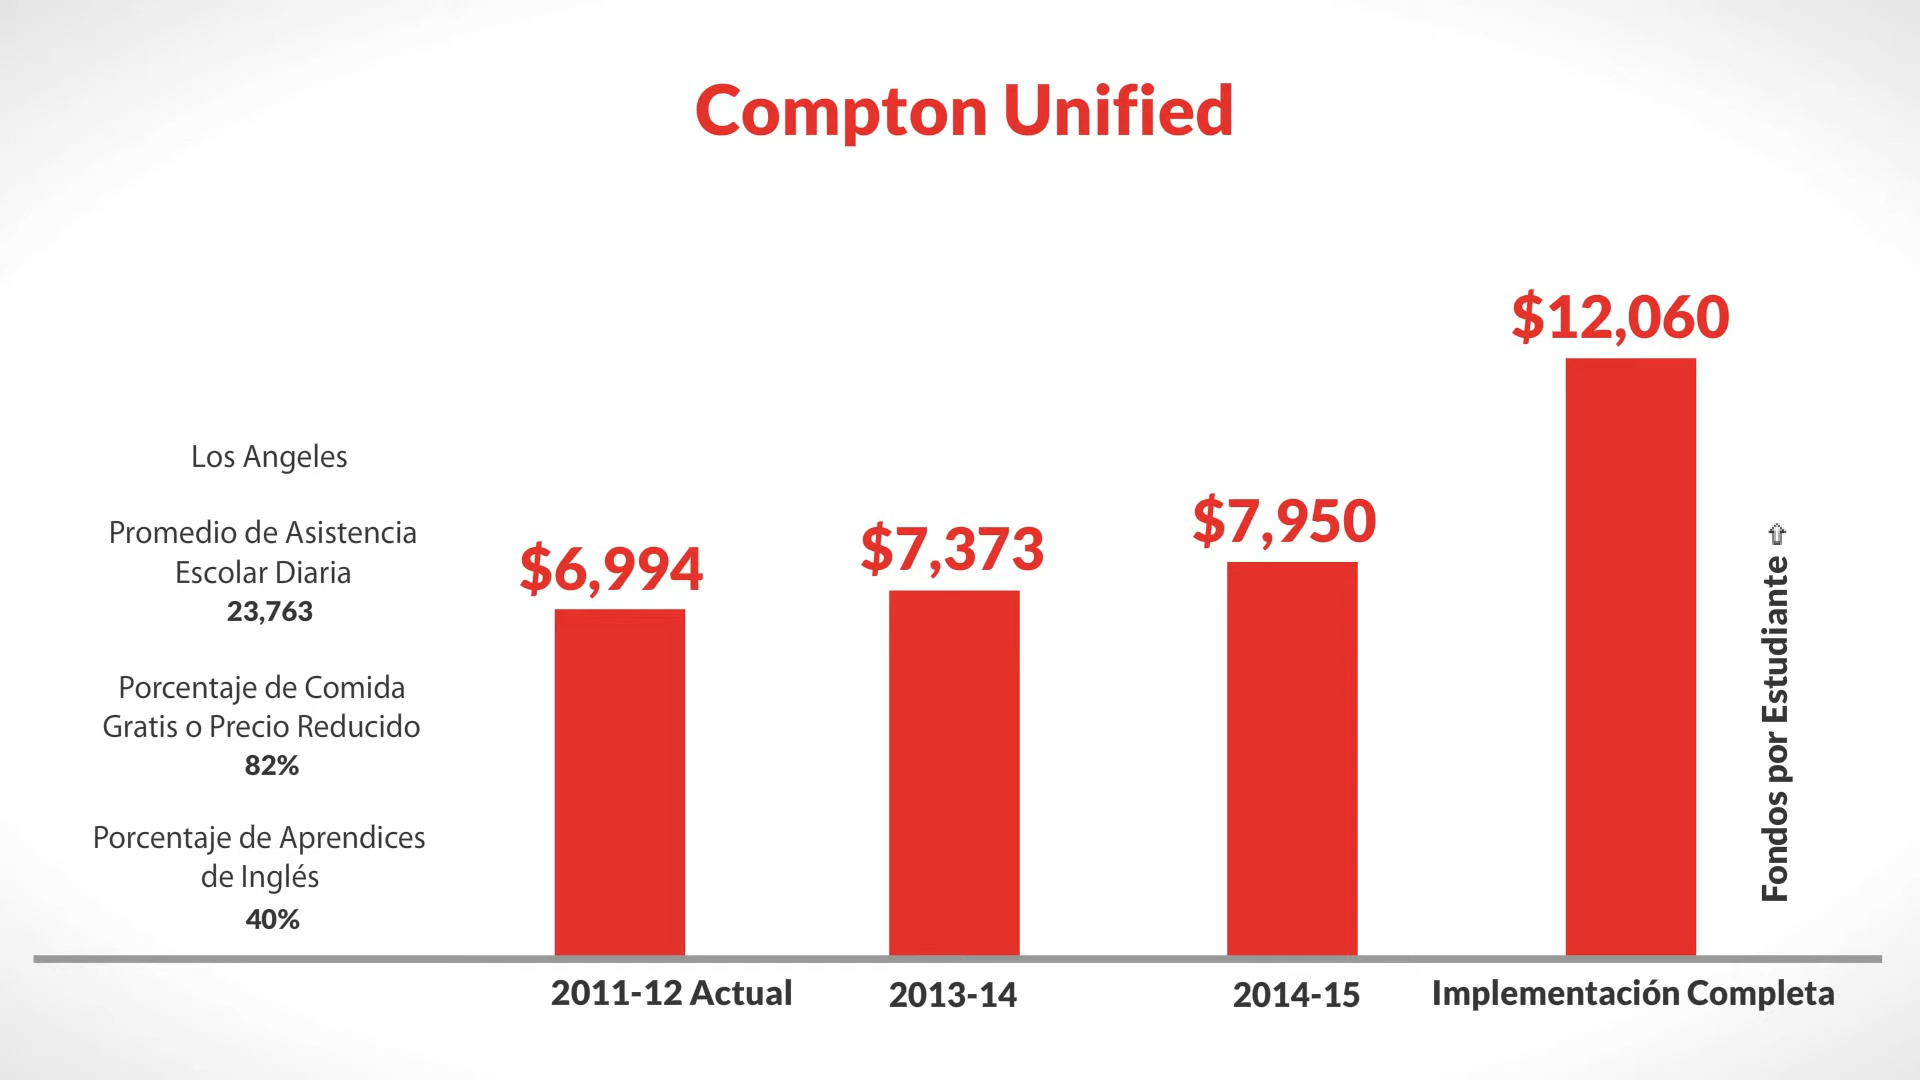 Compton Unified
Los Angeles
Promedio de Asistencia
Escolar Diaria
23,763
Porcentaje de Comida
Gratis o Precio Reducido
82%
Porcentaje de Aprendices
de Inglés
40%
$6,994
$7,373
$7,950
$12,060
Fondos por Estudiante ⇧
2011-12 Actual
2013-14
2014-15
Implementación Completa